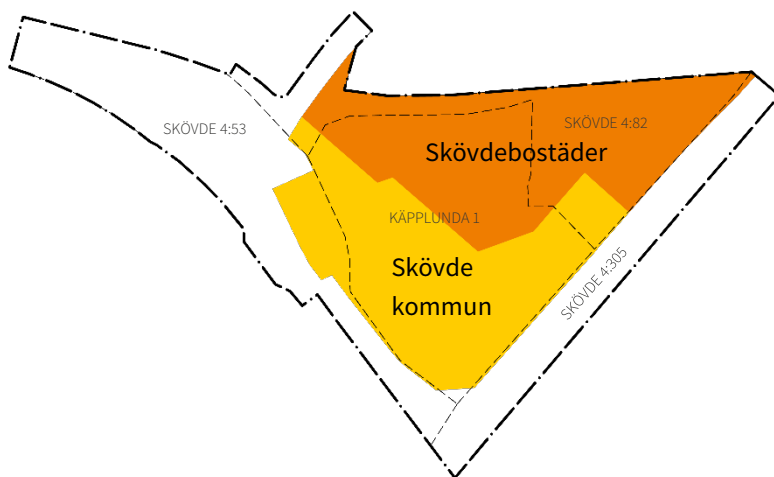 SKÖVDE 4:53
SKÖVDE 4:82
Skövdebostäder
KÄPPLUNDA 1
Skövde
kommun
SKÖVDE 4:305